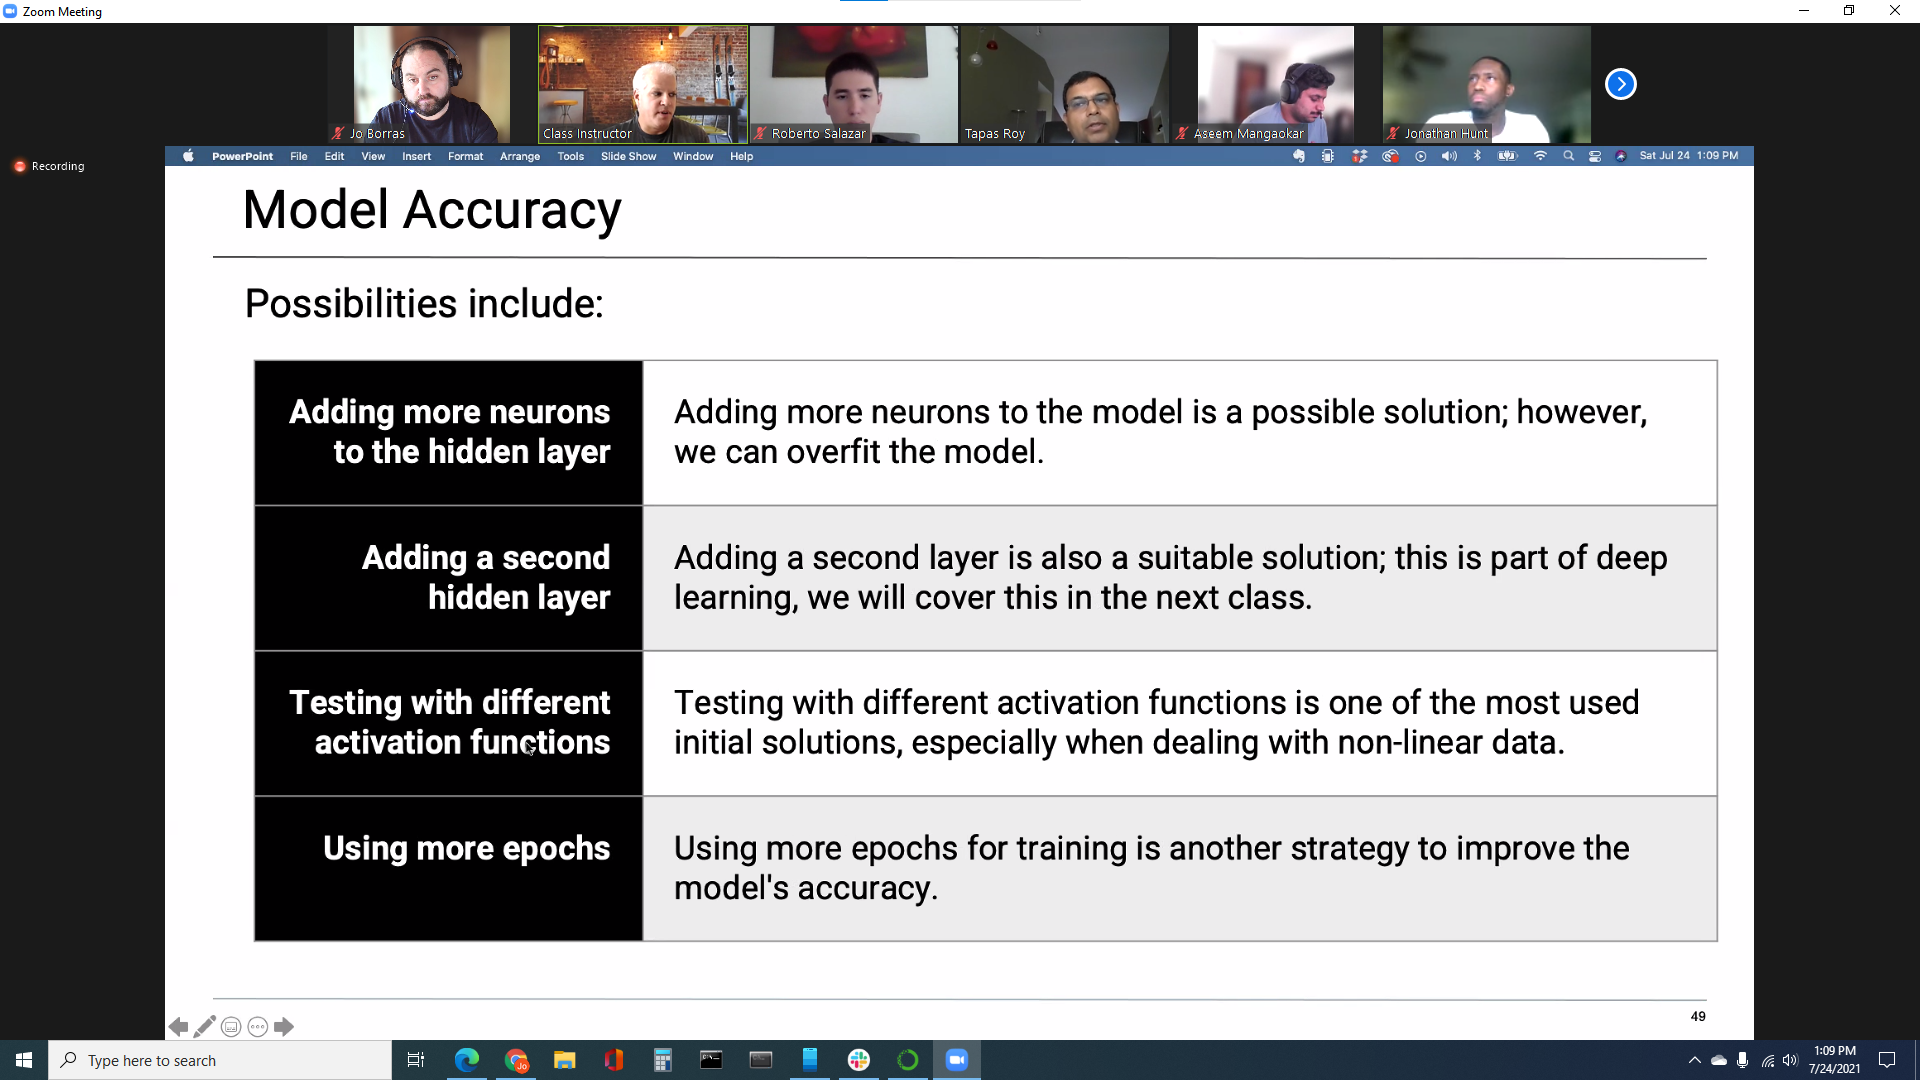 Zoom Meeting
Jo Borras
Class Instructor
Roberto Salazar
Tapas Roy
Aseem Mangaokar
Jonathan Hunt
Recording
PowerPoint File Edit View Insert Format Arrange Tools Slide Show Window Help
Sat Jul 24 1:09 PM
Model Accuracy
Possibilities include:
Adding more neurons
to the hidden layer
Adding more neurons to the model is a possible solution; however,
we can overfit the model.
Adding a second
hidden layer
Adding a second layer is also a suitable solution; this is part of deep
learning, we will cover this in the next class.
Testing with different
activation functions
Testing with different activation functions is one of the most used
initial solutions, especially when dealing with non-linear data.
Using more epochs
Using more epochs for training is another strategy to improve the
model's accuracy.
49
Type here to search
Jo
1:09 PM
7/24/2021